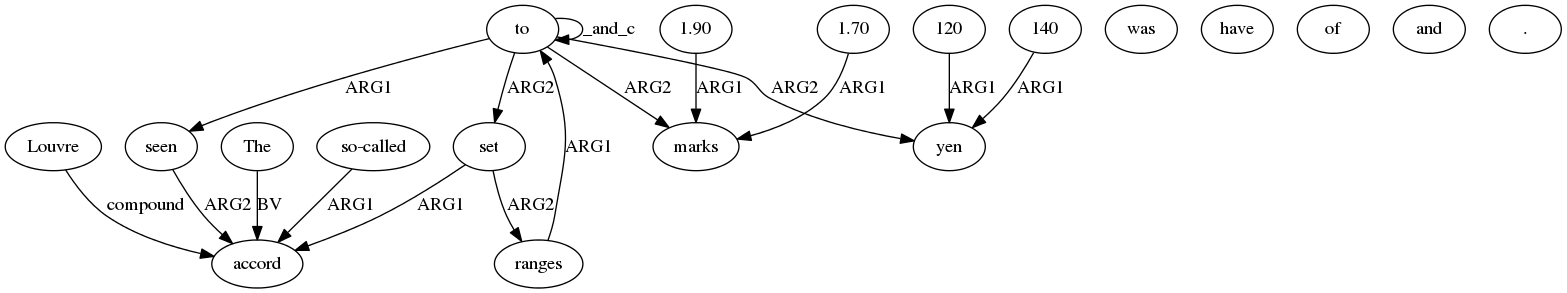 to _and_c 1.90 1.70 120 140 was have of and .
ARG1 ARG2 ARG2 ARG1 ARG1 ARG2 ARG1 ARG1
Louvre seen The so-called set marks yen
ARG1
compound ARG2 BV ARG1 ARG1 ARG2
accord ranges